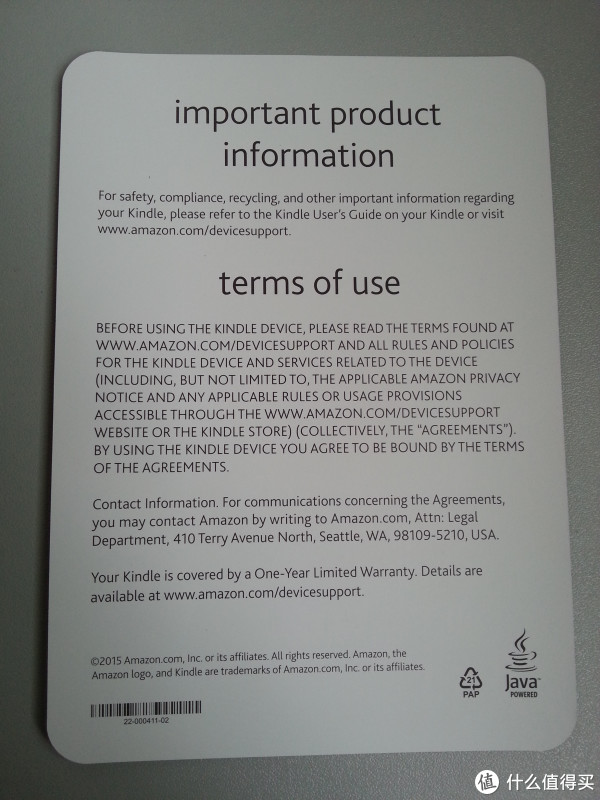 important product
information
For safety, compliance, recycling, and other important information regarding
your Kindle, please refer to the Kindle User's Guide on your Kindle or visit
www.amazon.com/devicesupport.
terms of use
BEFORE USING THE KINDLE DEVICE, PLEASE READ THE TERMS FOUND AT
WWW.AMAZON.COM/DEVICESUPPORT AND ALL RULES AND POLICIES
FOR THE KINDLE DEVICE AND SERVICES RELATED TO THE DEVICE
(INCLUDING, BUT NOT LIMITED TO, THE APPLICABLE AMAZON PRIVACY
NOTICE AND ANY APPLICABLE RULES OR USAGE PROVISIONS
ACCESSIBLE THROUGH THE WWW.AMAZON.COM/DEVICESUPPORT
WEBSITE OR THE KINDLE STORE) (COLLECTIVELY, THE “AGREEMENTS”).
BY USING THE KINDLE DEVICE YOU AGREE TO BE BOUND BY THE TERMS
OF THE AGREEMENTS.
Contact Information. For communications concerning the Agreements,
you may contact Amazon by writing to Amazon.com, Attn: Legal
Department, 410 Terry Avenue North, Seattle, WA, 98109-5210, USA.
Your Kindle is covered by a One-Year Limited Warranty. Details are
available at www.amazon.com/devicesupport.
©2015 Amazon.com, Inc. or its affiliates. All rights reserved. Amazon, the
Amazon logo, and Kindle are trademarks of Amazon.com, Inc. or its affiliates.
22-000411-02
21
PAP
Java™
POWERED
值 什么值得买